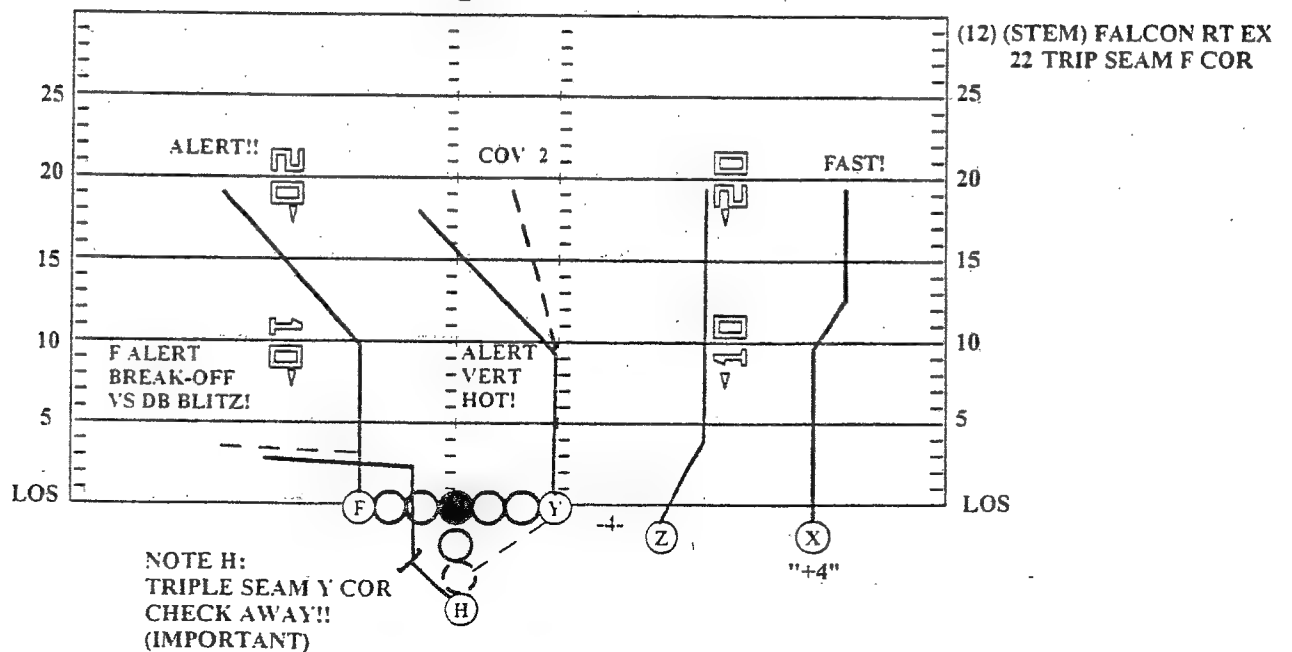 (12) (STEM) FALCON RT EX
22 TRIP SEAM F COR
25
25
ALERT!!
COV 2
FAST!
20
20
15
15
10
10
F ALERT
BREAK-OFF
VS DB BLITZ!
ALERT
VERT
HOT!
5
5
LOS
LOS
F
Y
-4-
Z
X
"+4"
H
NOTE H:
TRIPLE SEAM Y COR
CHECK AWAY!!
(IMPORTANT)